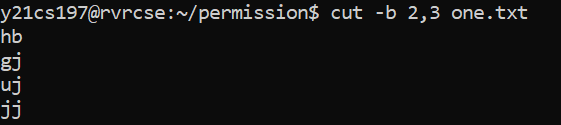 y21cs197@rvrcse:~/permission$ cut -b 2,3 one.txt
hb
gj
uj
jj